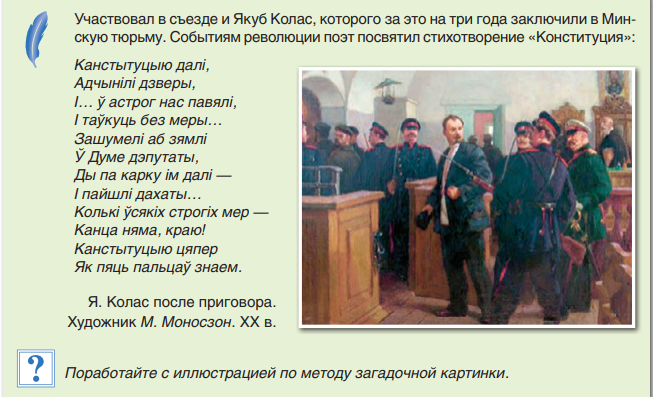 Участвовал в съезде и Якуб Колас, которого за это на три года заключили в Мин-
скую тюрьму. Событиям революции поэт посвятил стихотворение «Конституция»:
Канстытуцыю далі,
Адчынілі дзверы,
І… ў астрог нас павялі,
І таўкуць без меры…
Зашумелі аб зямлі
Ў Думе дэпутаты,
Ды па карку ім далі —
І пайшлі дахаты…
Колькі ўсякіх строгіх мер —
Канца няма, краю!
Канстытуцыю цяпер
Як пяць пальцаў знаем.
Я. Колас после приговора.
Художник М. Моносзон. XX в.
?
Поработайте с иллюстрацией по методу загадочной картинки.